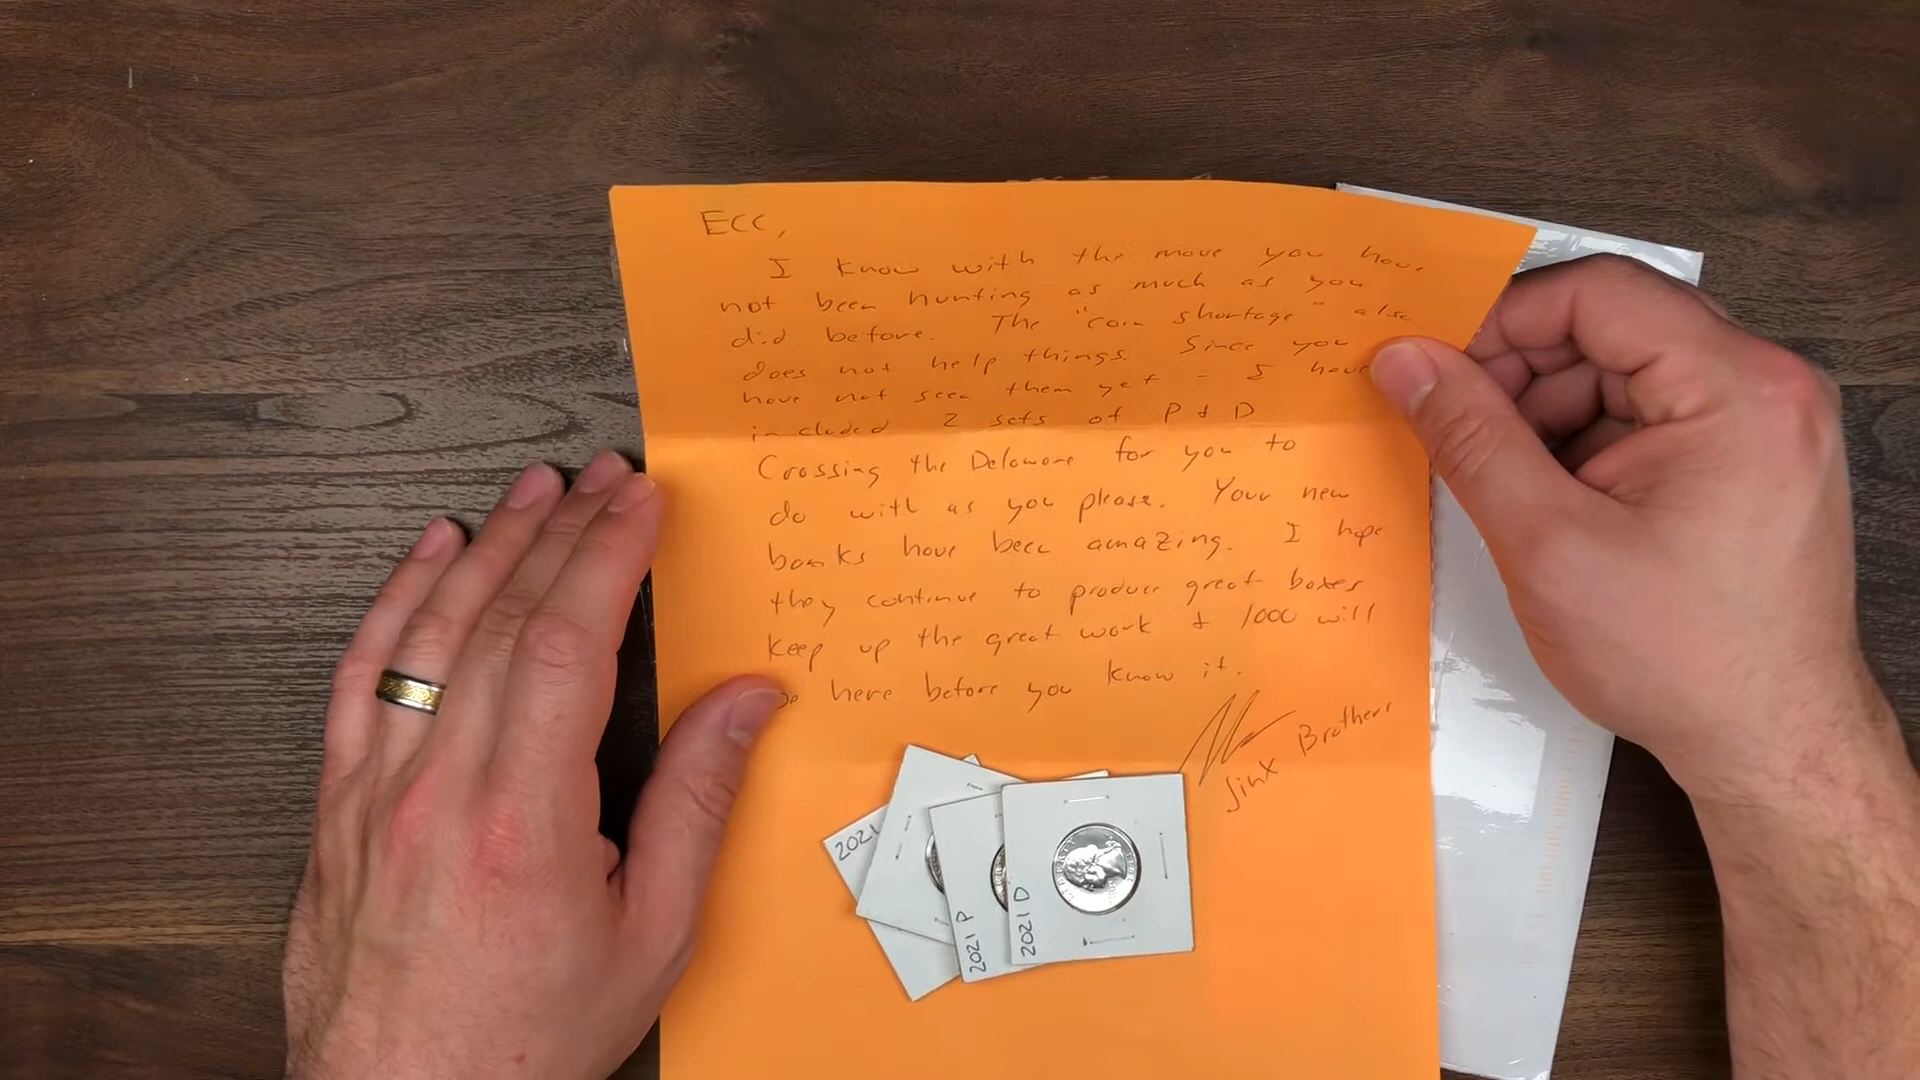 ECC,
I know with the move you have
not been hunting as much as you
did before. The "coin shortage" also
does not help things. Since you
have not seen them yet - I have
included 2 sets of P & D
Crossing the Delaware for you to
do with as you please. Your new
banks have been amazing. I hope
they continue to produce great boxes
Keep up the great work & 1000 will
be here before you know it.
Jinx Brothers
2021
2021 P
2021 D
LIBERTY